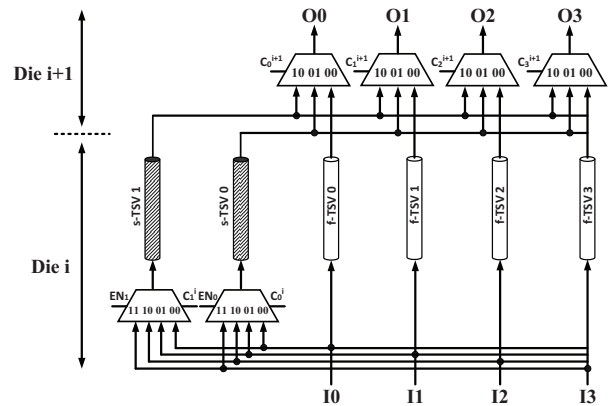 O0 O1 O2 O3
C₀ⁱ⁺¹ C₁ⁱ⁺¹ C₂ⁱ⁺¹ C₃ⁱ⁺¹
10 01 00 10 01 00 10 01 00 10 01 00
Die i+1
s-TSV 1 s-TSV 0 f-TSV 0 f-TSV 1 f-TSV 2 f-TSV 3
Die i
EN₁ C₁ⁱ EN₀ C₀ⁱ
11 10 01 00 11 10 01 00
I0 I1 I2 I3